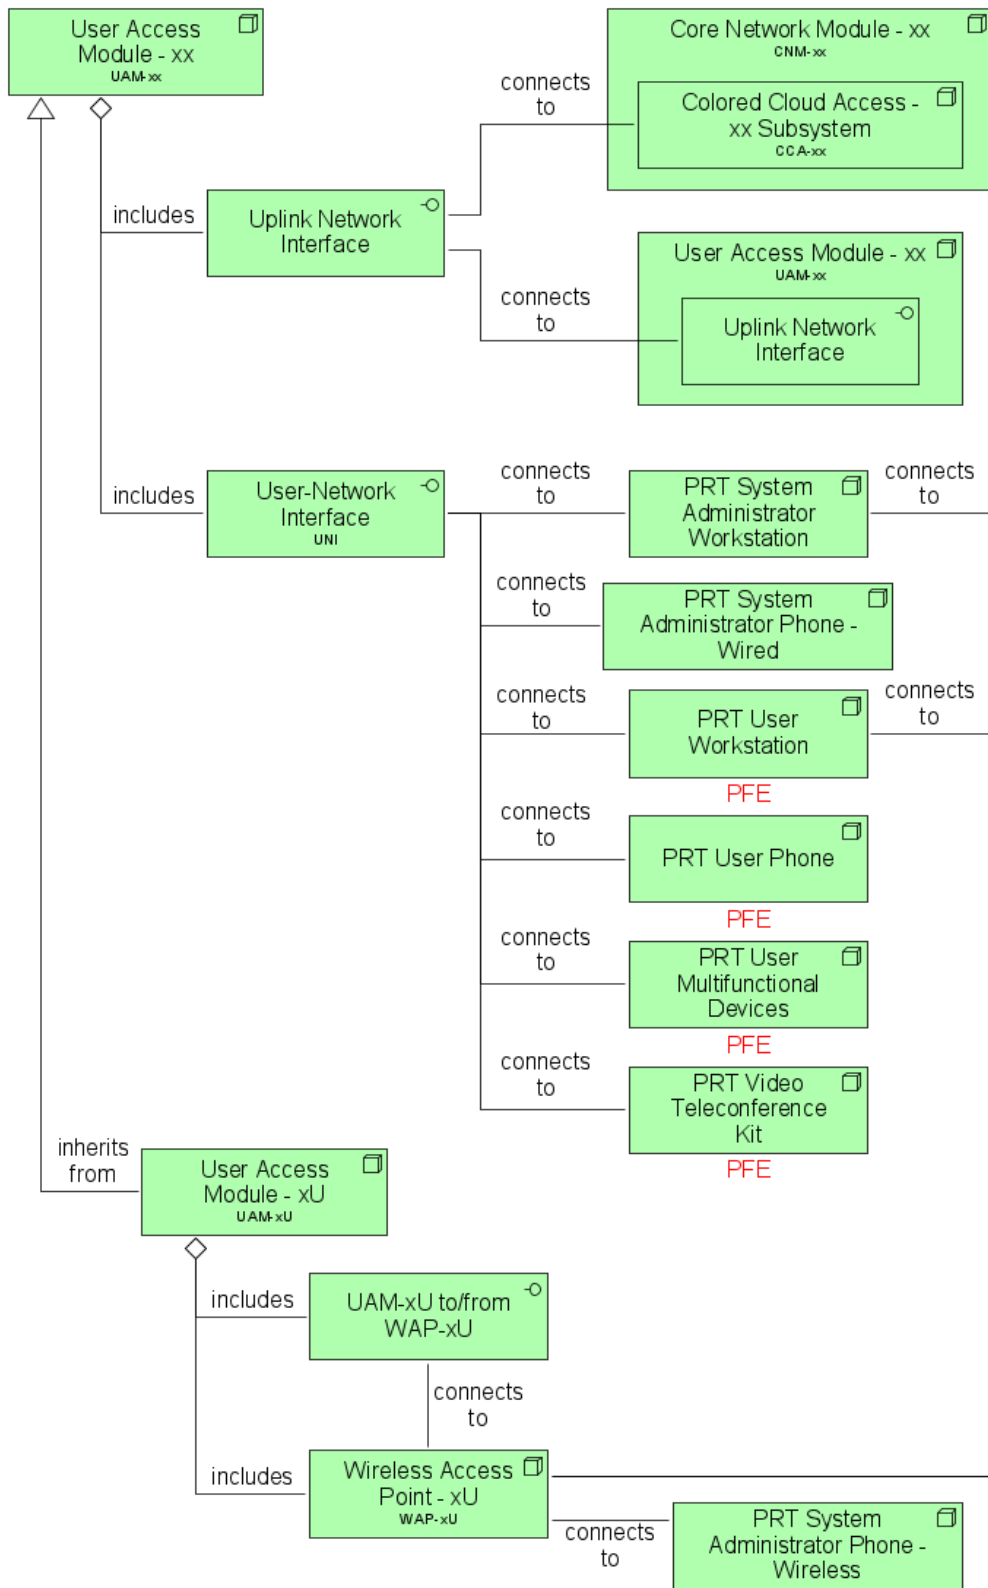 User Access
Module - xx
UAM-xx
Core Network Module - xx
CNM-xx
connects
to
Colored Cloud Access -
xx Subsystem
CCA-xx
includes
Uplink Network
Interface
User Access Module - xx
UAM-xx
connects
to
Uplink Network
Interface
includes
User-Network
Interface
UNI
connects
to
PRT System
Administrator
Workstation
connects
to
connects
to
PRT System
Administrator Phone -
Wired
connects
to
PRT User
Workstation
connects
to
PFE
connects
to
PRT User Phone
PFE
connects
to
PRT User
Multifunctional
Devices
PFE
connects
to
PRT Video
Teleconference
Kit
PFE
inherits
from
User Access
Module - xU
UAM-xU
includes
UAM-xU to/from
WAP-xU
connects
to
includes
Wireless Access
Point - xU
WAP-xU
connects
to
PRT System
Administrator Phone -
Wireless